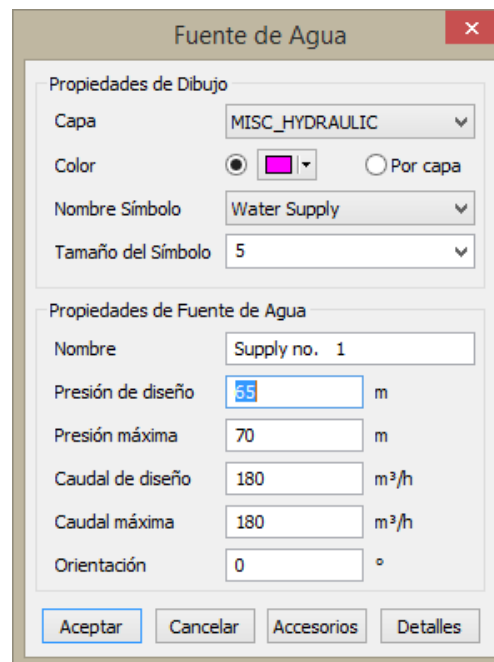 Fuente de Agua
Propiedades de Dibujo
Capa MISC_HYDRAULIC
Color Por capa
Nombre Símbolo Water Supply
Tamaño del Símbolo 5
Propiedades de Fuente de Agua
Nombre Supply no. 1
Presión de diseño 65 m
Presión máxima 70 m
Caudal de diseño 180 m³/h
Caudal máxima 180 m³/h
Orientación 0 °
Aceptar Cancelar Accesorios Detalles